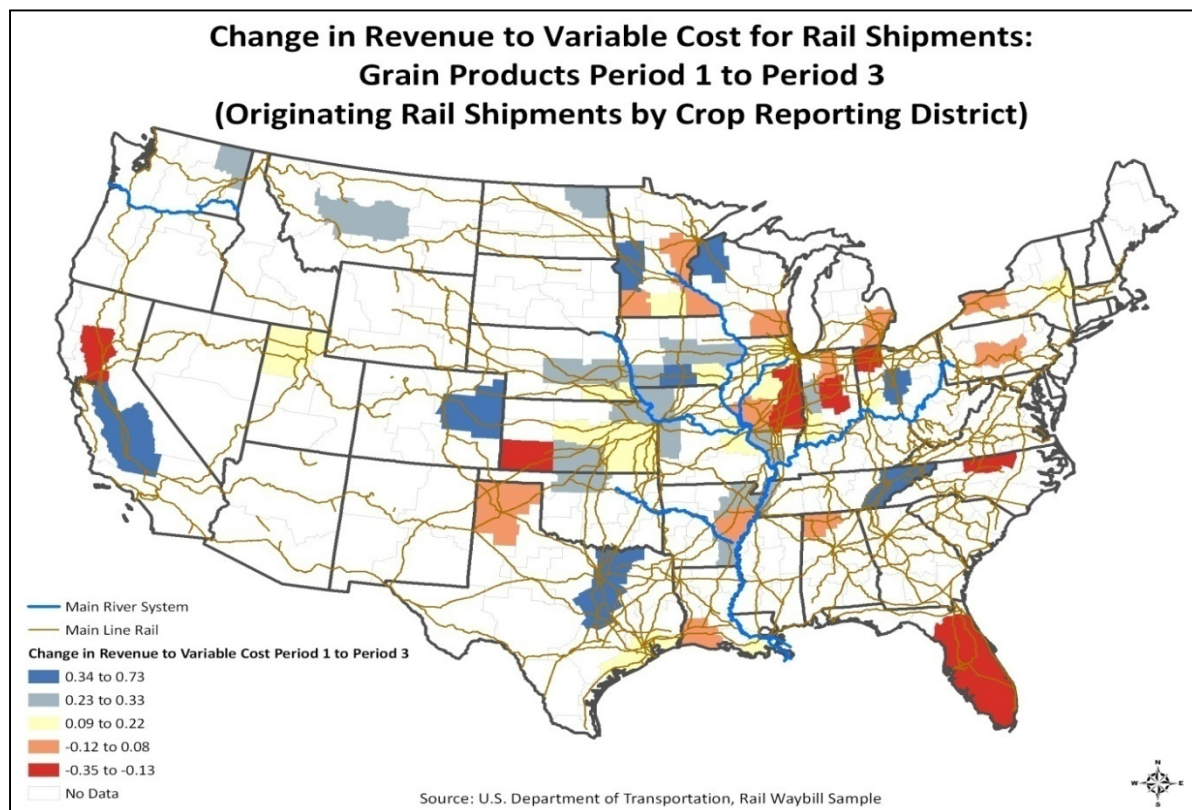 Change in Revenue to Variable Cost for Rail Shipments:
Grain Products Period 1 to Period 3
(Originating Rail Shipments by Crop Reporting District)
Main River System
Main Line Rail
Change in Revenue to Variable Cost Period 1 to Period 3
0.34 to 0.73
0.23 to 0.33
0.09 to 0.22
-0.12 to 0.08
-0.35 to -0.13
No Data
Source: U.S. Department of Transportation, Rail Waybill Sample
N
W
E
S